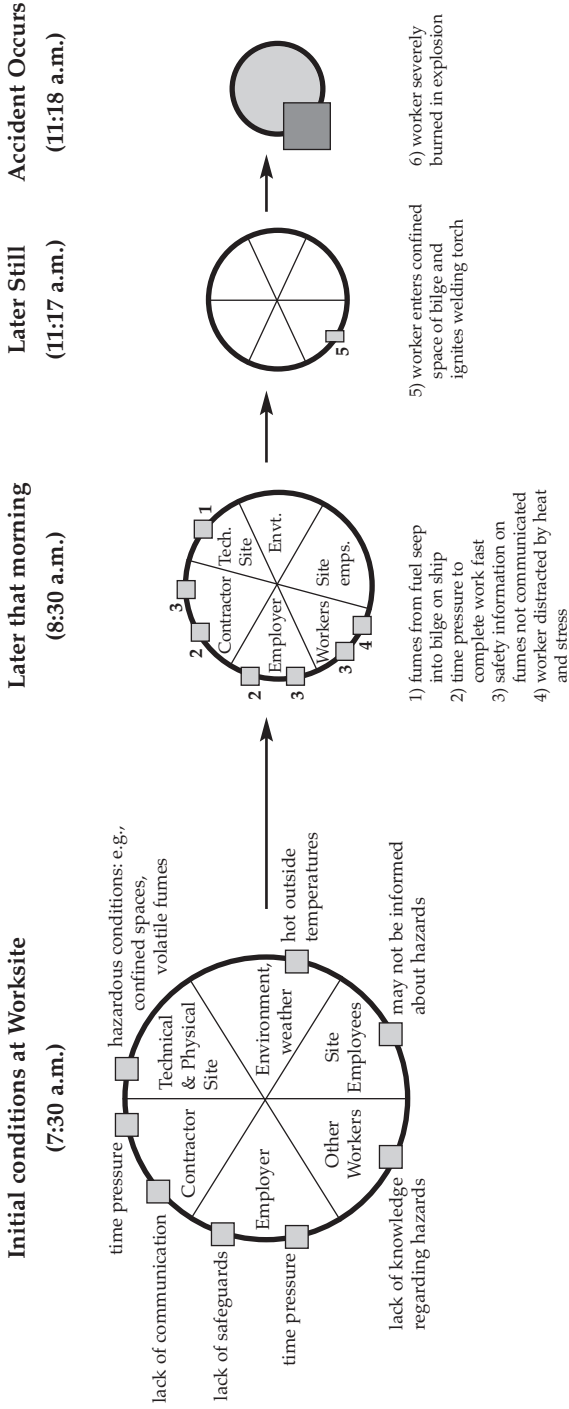 Initial conditions at Worksite
(7:30 a.m.)
time pressure
lack of communication
lack of safeguards
time pressure
lack of knowledge
regarding hazards
hazardous conditions: e.g.,
confined spaces,
volatile fumes
hot outside
temperatures
may not be informed
about hazards
Contractor
Technical
& Physical
Site
Employer
Environment,
weather
Other
Workers
Site
Employees
Later that morning
(8:30 a.m.)
3
1
2
2
3
3
4
Contractor
Tech.
Site
Employer
Envt.
Workers
Site
emps.
1) fumes from fuel seep
into bilge on ship
2) time pressure to
complete work fast
3) safety information on
fumes not communicated
4) worker distracted by heat
and stress
Later Still
(11:17 a.m.)
5
5) worker enters confined
space of bilge and
ignites welding torch
Accident Occurs
(11:18 a.m.)
6) worker severely
burned in explosion